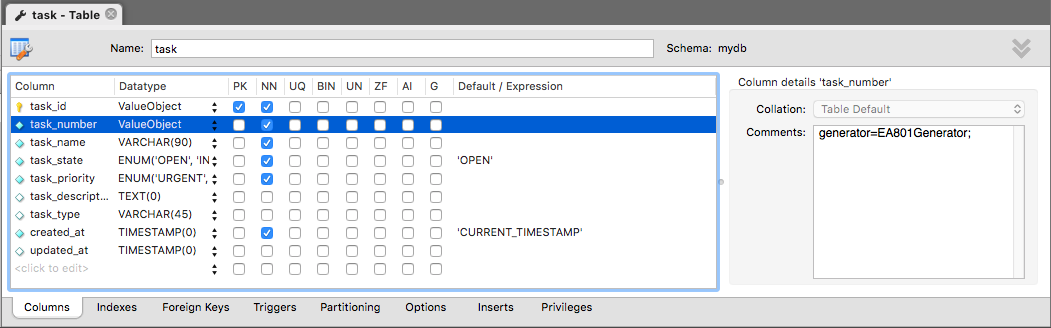 task - Table
Name: task Schema: mydb
Column Datatype PK NN UQ BIN UN ZF AI G Default / Expression
task_id ValueObject
task_number ValueObject
task_name VARCHAR(90)
task_state ENUM('OPEN', 'IN 'OPEN'
task_priority ENUM('URGENT',
task_descript... TEXT(0)
task_type VARCHAR(45)
created_at TIMESTAMP(0) 'CURRENT_TIMESTAMP'
updated_at TIMESTAMP(0)
<click to edit>
Column details 'task_number'
Collation: Table Default
Comments: generator=EA801Generator;
Columns Indexes Foreign Keys Triggers Partitioning Options Inserts Privileges